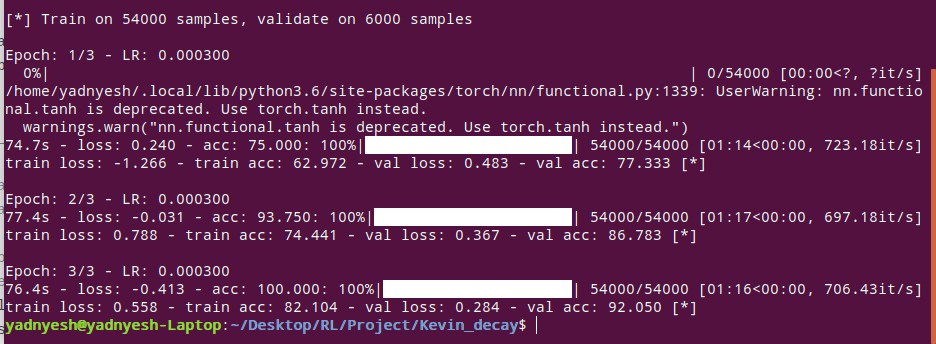 [*] Train on 54000 samples, validate on 6000 samples
Epoch: 1/3 - LR: 0.000300
0%| | 0/54000 [00:00<?, ?it/s]
/home/yadnyesh/.local/lib/python3.6/site-packages/torch/nn/functional.py:1339: UserWarning: nn.functio
nal.tanh is deprecated. Use torch.tanh instead.
warnings.warn("nn.functional.tanh is deprecated. Use torch.tanh instead.")
74.7s - loss: 0.240 - acc: 75.000: 100%| | 54000/54000 [01:14<00:00, 723.18it/s]
train loss: -1.266 - train acc: 62.972 - val loss: 0.483 - val acc: 77.333 [*]
Epoch: 2/3 - LR: 0.000300
77.4s - loss: -0.031 - acc: 93.750: 100%| | 54000/54000 [01:17<00:00, 697.18it/s]
train loss: 0.788 - train acc: 74.441 - val loss: 0.367 - val acc: 86.783 [*]
Epoch: 3/3 - LR: 0.000300
76.4s - loss: -0.413 - acc: 100.000: 100%| | 54000/54000 [01:16<00:00, 706.43it/s]
train loss: 0.558 - train acc: 82.104 - val loss: 0.284 - val acc: 92.050 [*]
yadnyesh@yadnyesh-Laptop:~/Desktop/RL/Project/Kevin_decay$